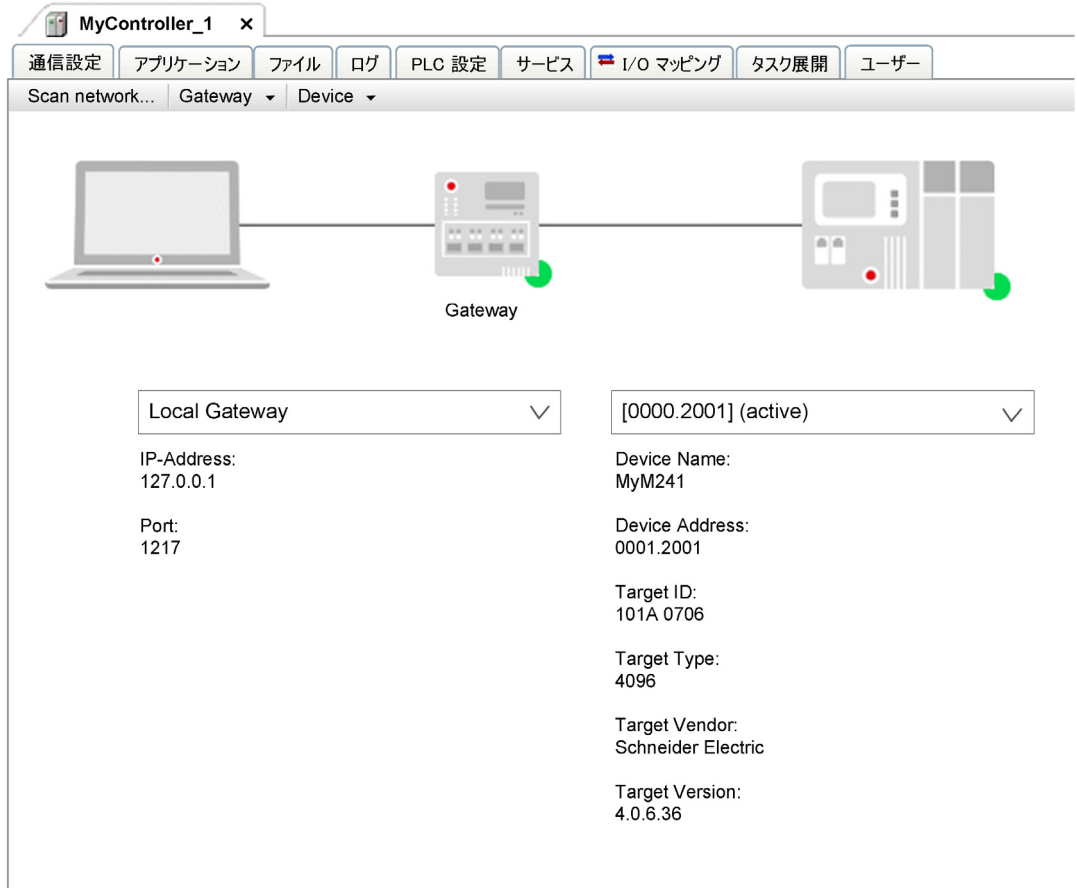 MyController_1 ×
通信設定 アプリケーション ファイル ログ PLC 設定 サービス I/O マッピング タスク展開 ユーザー
Scan network... Gateway Device
Gateway
Local Gateway
[0000.2001] (active)
IP-Address:
127.0.0.1
Port:
1217
Device Name:
MyM241
Device Address:
0001.2001
Target ID:
101A 0706
Target Type:
4096
Target Vendor:
Schneider Electric
Target Version:
4.0.6.36